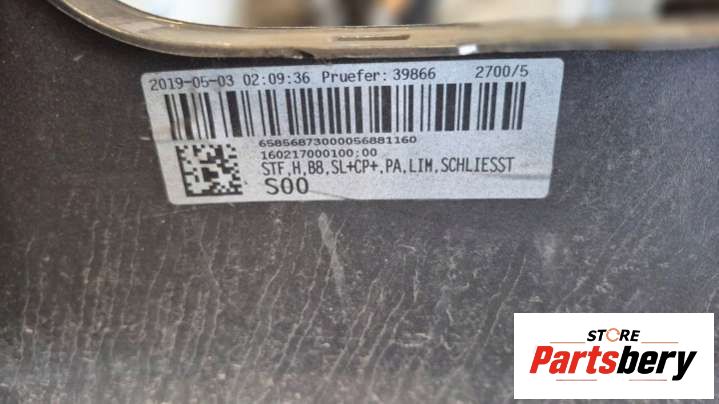 2019-05-03 02:09:36 Pruefer: 39866 2700/5
65856873000056881160
160217000100:00
STF,H,B8,SL+CP+,PA,LIM,SCHLIESST
S00
STORE
Partsbery